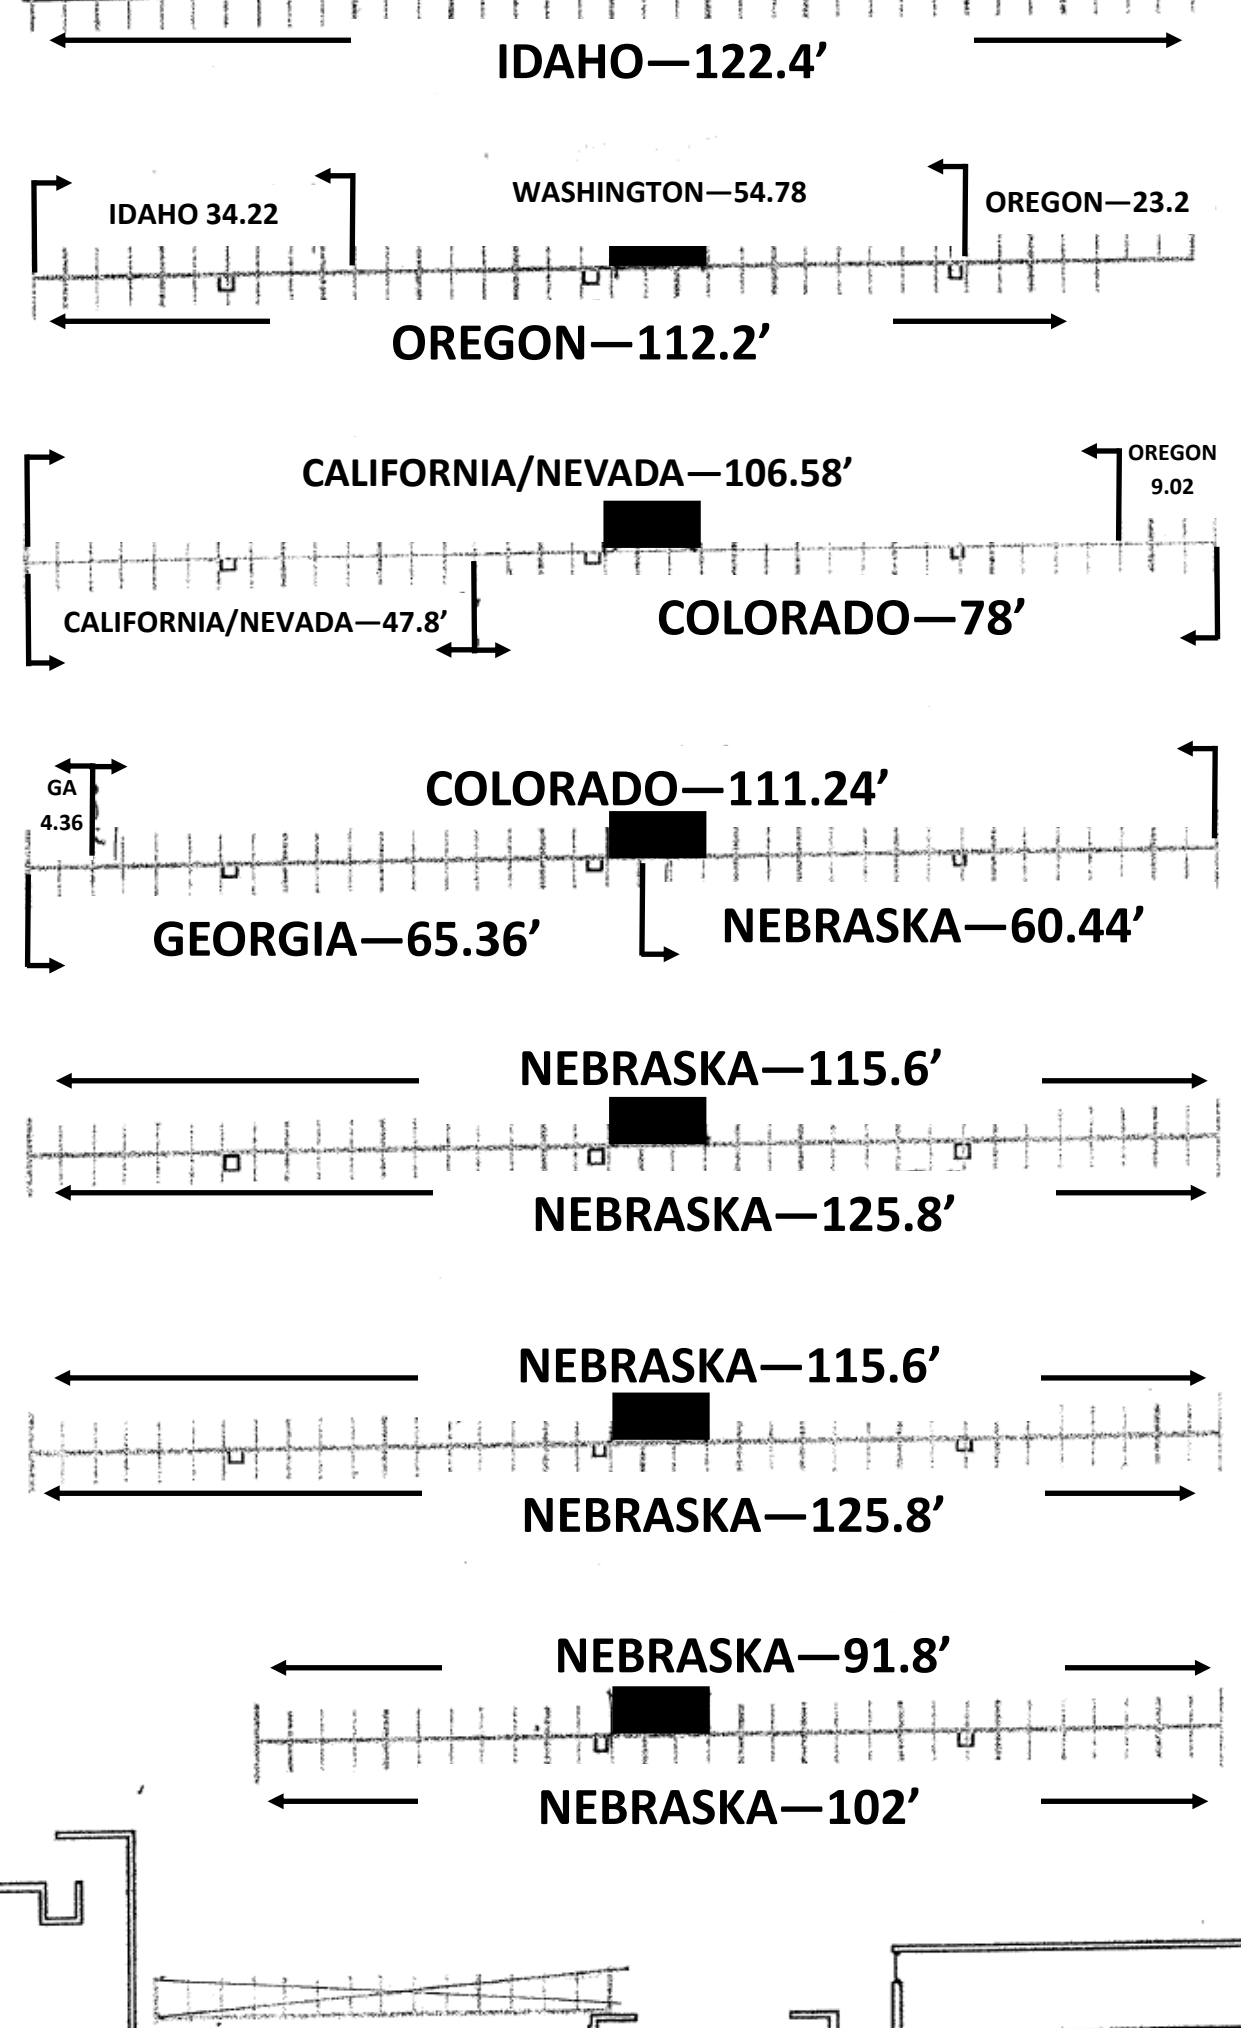 IDAHO—122.4’
IDAHO 34.22
WASHINGTON—54.78
OREGON—23.2
OREGON—112.2’
CALIFORNIA/NEVADA—106.58’
OREGON
9.02
CALIFORNIA/NEVADA—47.8’
COLORADO—78’
GA
4.36
COLORADO—111.24’
GEORGIA—65.36’
NEBRASKA—60.44’
NEBRASKA—115.6’
NEBRASKA—125.8’
NEBRASKA—115.6’
NEBRASKA—125.8’
NEBRASKA—91.8’
NEBRASKA—102’